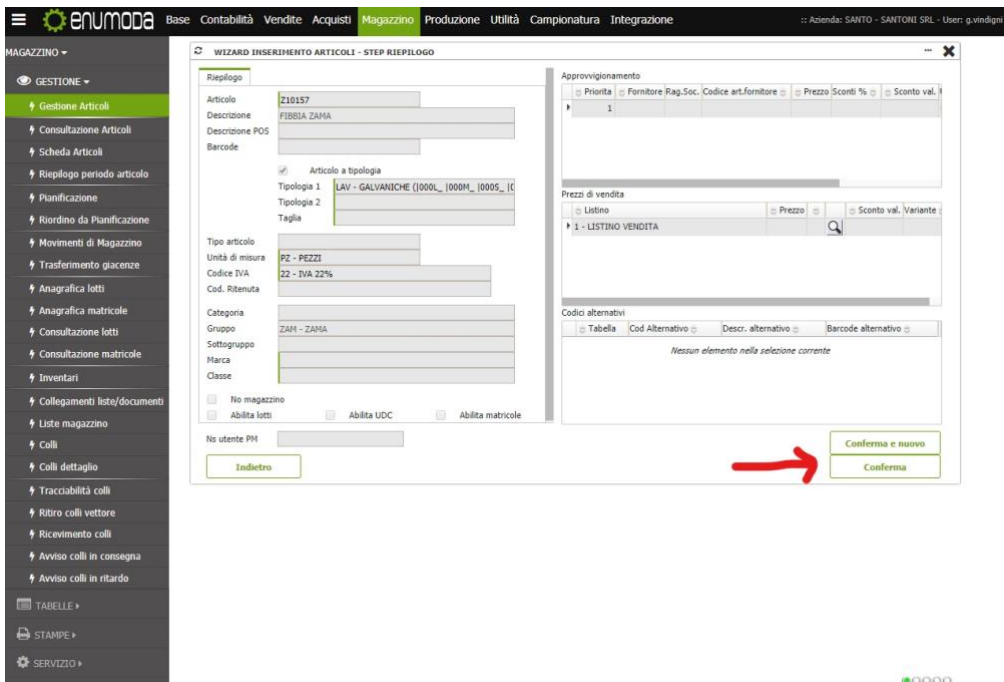 enumoda Base Contabilità Vendite Acquisti Magazzino Produzione Utilità Campionatura Integrazione :: Azienda: SANTO - SANTONI SRL - User: g.vindigni
MAGAZZINO
GESTIONE
Gestione Articoli
Consultazione Articoli
Scheda Articoli
Riepilogo periodo articolo
Pianificazione
Riordino da Pianificazione
Movimenti di Magazzino
Trasferimento giacenze
Anagrafica lotti
Anagrafica matricole
Consultazione lotti
Consultazione matricole
Inventari
Collegamenti liste/documenti
Liste magazzino
Colli
Colli dettaglio
Tracciabilità colli
Ritiro colli vettore
Ricevimento colli
Avviso colli in consegna
Avviso colli in ritardo
TABELLE
STAMPE
SERVIZIO
WIZARD INSERIMENTO ARTICOLI - STEP RIEPILOGO
Riepilogo
Articolo Z10157
Descrizione FIBBIA ZAMA
Descrizione POS
Barcode
Articolo a tipologia
Tipologia 1 LAV - GALVANICHE (|000L_ |000M_ |000S_
Tipologia 2
Taglia
Tipo articolo
Unità di misura PZ - PEZZI
Codice IVA 22 - IVA 22%
Cod. Ritenuta
Categoria
Gruppo ZAM - ZAMA
Sottogruppo
Marca
Classe
No magazzino
Abilita lotti Abilita UDC Abilita matricole
Ns utente PM
Indietro
Approvvigionamento
Priorita Fornitore Rag.Soc. Codice art.fornitore Prezzo Sconti % Sconto val.
1
Prezzi di vendita
Listino Prezzo Sconto val. Variante
1 - LISTINO VENDITA
Codici alternativi
Tabella Cod Alternativo Descr. alternativo Barcode alternativo
Nessun elemento nella selezione corrente
Conferma e nuovo
Conferma